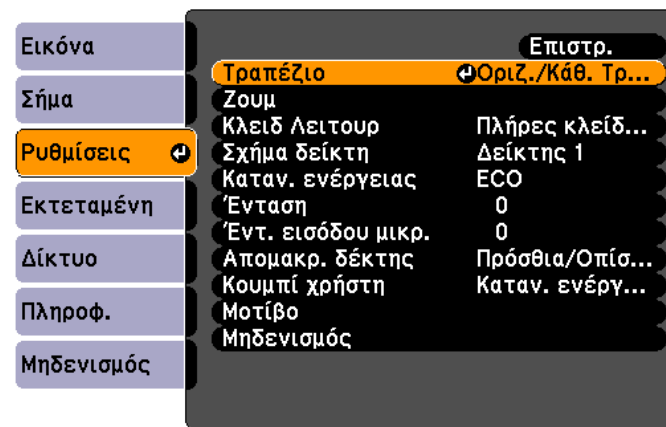 Εικόνα
Σήμα
Ρυθμίσεις
Εκτεταμένη
Δίκτυο
Πληροφ.
Μηδενισμός
Επιστρ.
Τραπέζιο Οριζ./Κάθ. Τρ...
Ζουμ
Κλειδ Λειτουρ Πλήρες κλείδ...
Σχήμα δείκτη Δείκτης 1
Καταν. ενέργειας ECO
Ένταση 0
Έντ. εισόδου μικρ. 0
Απομακρ. δέκτης Πρόσθια/Οπίσ...
Κουμπί χρήστη Καταν. ενέργ...
Μοτίβο
Μηδενισμός